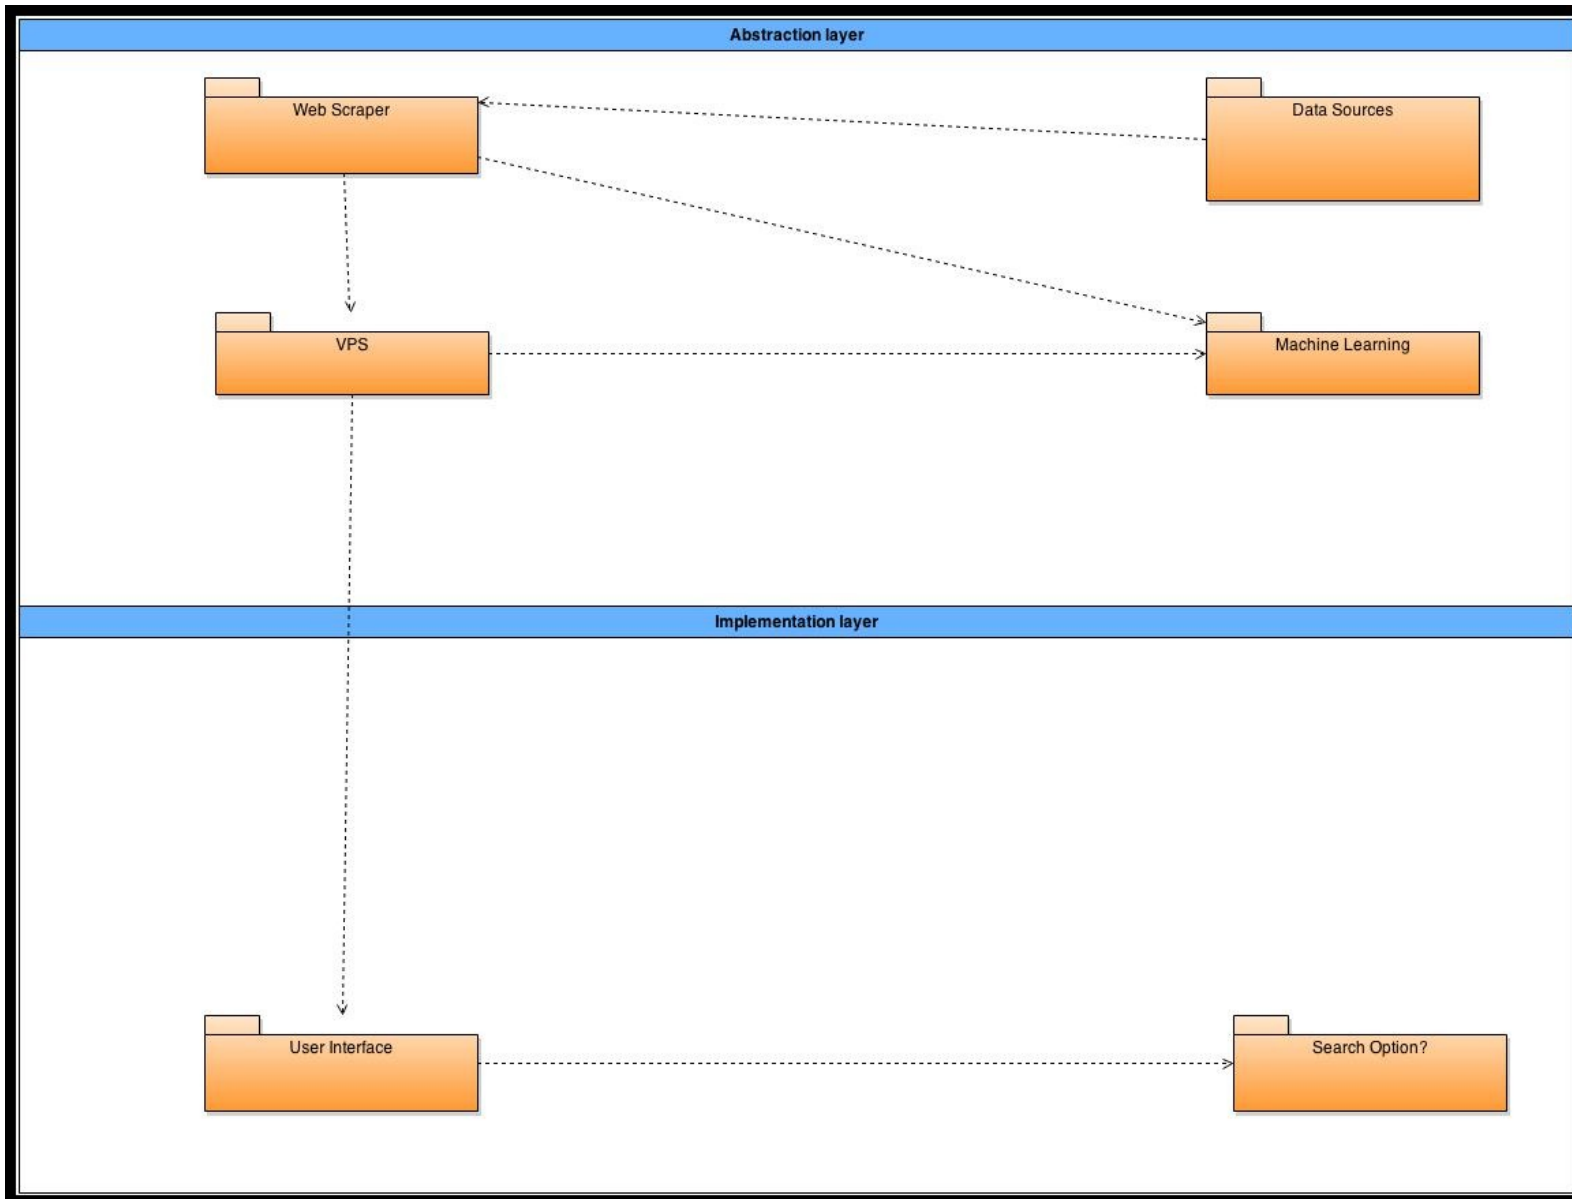 Abstraction layer
Web Scraper
Data Sources
VPS
Machine Learning
Implementation layer
User Interface
Search Option?